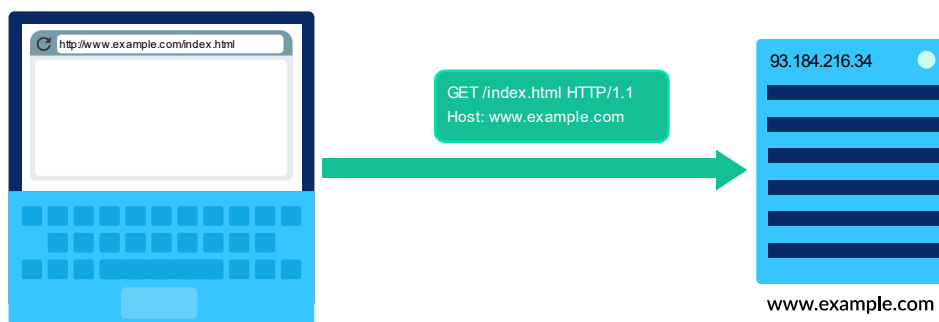 http://www.example.com/index.html
GET /index.html HTTP/1.1
Host: www.example.com
93.184.216.34
www.example.com